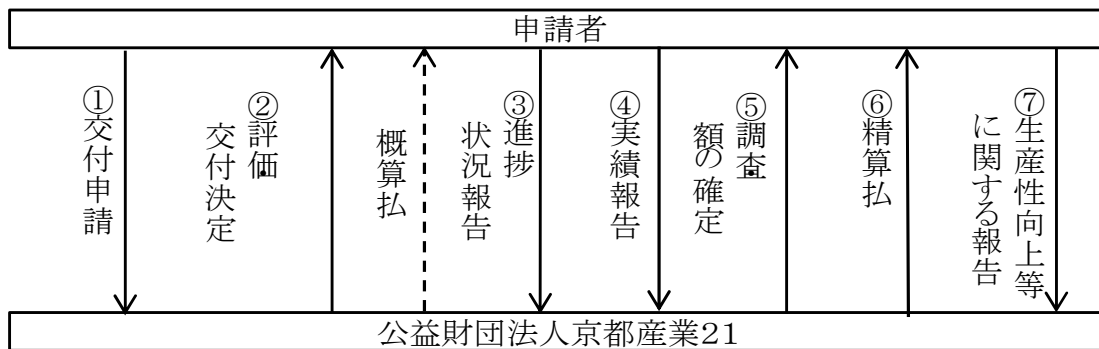 申請者
①交付申請
②評価・
交付決定
概算払
③進捗
状況報告
④実績報告
⑤調査・
額の確定
⑥精算払
⑦生産性向上等
に関する報告
公益財団法人京都産業21